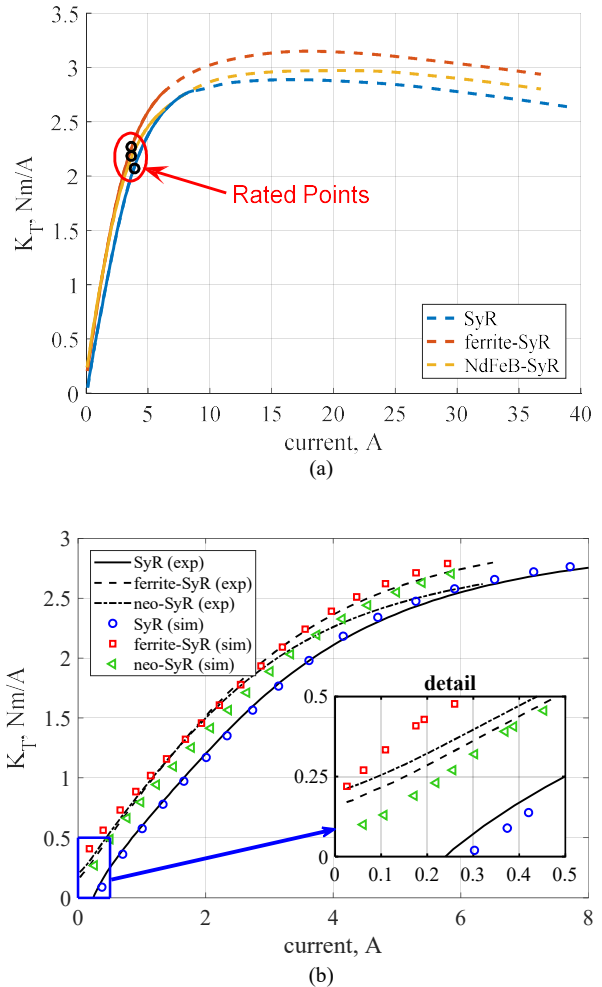 3.5
3
2.5
2
1.5
1
0.5
0
K_T, Nm/A
Rated Points
SyR
ferrite-SyR
NdFeB-SyR
0 5 10 15 20 25 30 35 40
current, A
(a)
3
2.5
2
1.5
1
0.5
0
K_T, Nm/A
SyR (exp)
ferrite-SyR (exp)
neo-SyR (exp)
SyR (sim)
ferrite-SyR (sim)
neo-SyR (sim)
detail
0.5
0.25
0
0 0.1 0.2 0.3 0.4 0.5
0 2 4 6 8
current, A
(b)